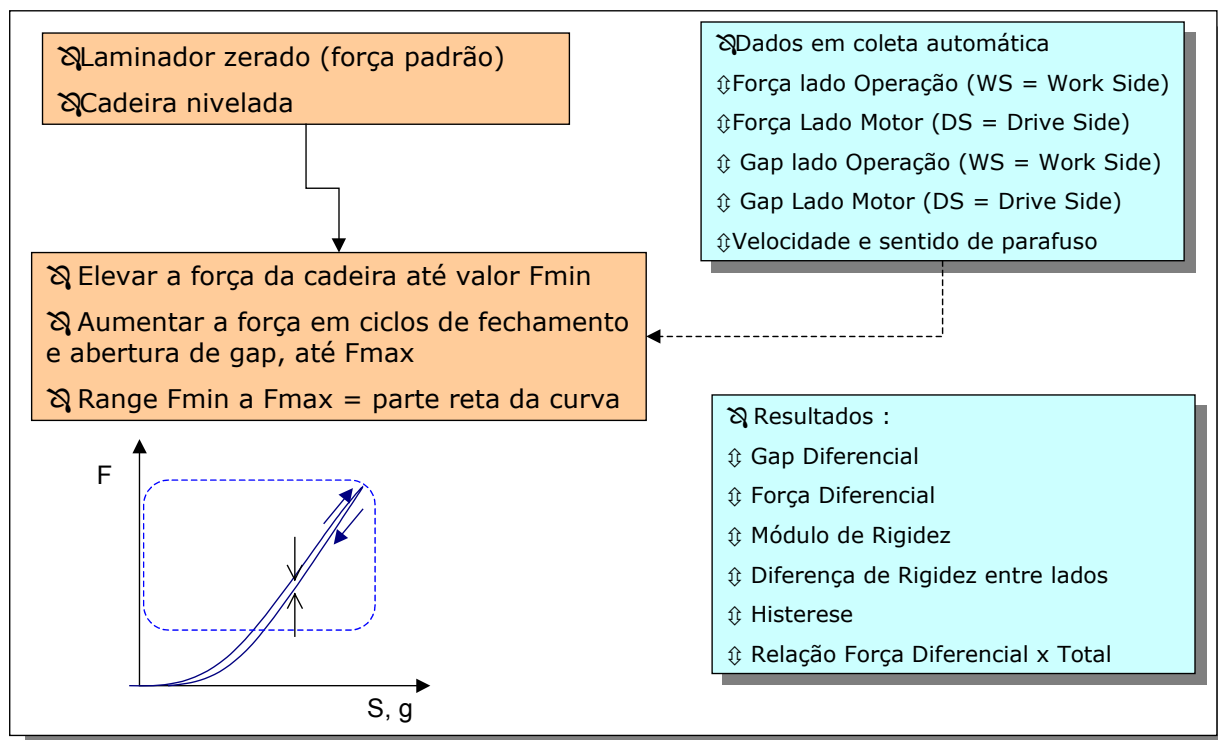 Laminador zerado (força padrão)
Cadeira nivelada
Dados em coleta automática
Força lado Operação (WS = Work Side)
Força Lado Motor (DS = Drive Side)
Gap lado Operação (WS = Work Side)
Gap Lado Motor (DS = Drive Side)
Velocidade e sentido de parafuso
Elevar a força da cadeira até valor Fmin
Aumentar a força em ciclos de fechamento
e abertura de gap, até Fmax
Range Fmin a Fmax = parte reta da curva
Resultados :
Gap Diferencial
Força Diferencial
Módulo de Rigidez
Diferença de Rigidez entre lados
Histerese
Relação Força Diferencial x Total
F
S, g